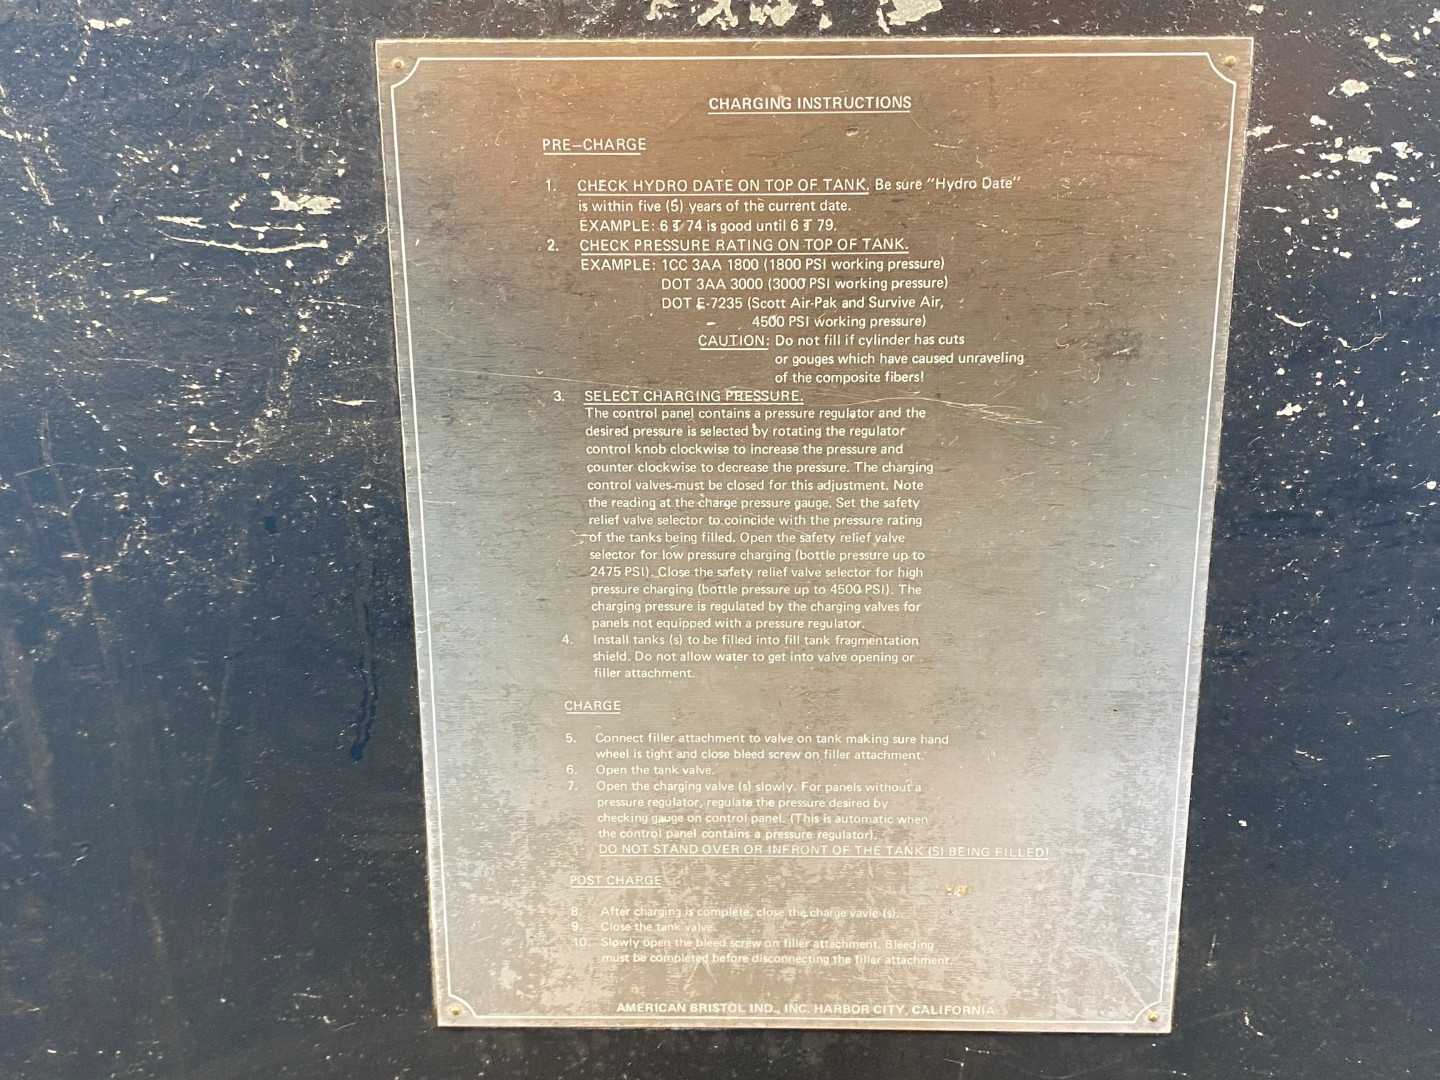 CHARGING INSTRUCTIONS
PRE-CHARGE
1. CHECK HYDRO DATE ON TOP OF TANK. Be sure "Hydro Date"
is within five (5) years of the current date.
EXAMPLE: 6 74 is good until 6 79.
2. CHECK PRESSURE RATING ON TOP OF TANK.
EXAMPLE: 1CC 3AA 1800 (1800 PSI working pressure)
DOT 3AA 3000 (3000 PSI working pressure)
DOT E-7235 (Scott Air-Pak and Survive Air,
4500 PSI working pressure)
CAUTION: Do not fill if cylinder has cuts
or gouges which have caused unraveling
of the composite fibers!
3. SELECT CHARGING PRESSURE.
The control panel contains a pressure regulator and the
desired pressure is selected by rotating the regulator
control knob clockwise to increase the pressure and
counter clockwise to decrease the pressure. The charging
control valves must be closed for this adjustment. Note
the reading at the charge pressure gauge. Set the safety
relief valve selector to coincide with the pressure rating
of the tanks being filled. Open the safety relief valve
selector for low pressure charging (bottle pressure up to
2475 PSI). Close the safety relief valve selector for high
pressure charging (bottle pressure up to 4500 PSI). The
charging pressure is regulated by the charging valves for
panels not equipped with a pressure regulator.
4. Install tanks (s) to be filled into fill tank fragmentation
shield. Do not allow water to get into valve opening or
filler attachment.
CHARGE
5. Connect filler attachment to valve on tank making sure hand
wheel is tight and close bleed screw on filler attachment.
6. Open the tank valve.
7. Open the charging valve (s) slowly. For panels without a
pressure regulator, regulate the pressure desired by
checking gauge on control panel. (This is automatic when
the control panel contains a pressure regulator).
DO NOT STAND OVER OR INFRONT OF THE TANK (S) BEING FILLED!
POST CHARGE
8. After charging is complete, close the charge vavle (s).
9. Close the tank valve.
10. Slowly open the bleed screw on filler attachment. Bleeding
must be completed before disconnecting the filler attachment.
AMERICAN BRISTOL IND., INC. HARBOR CITY, CALIFORNIA